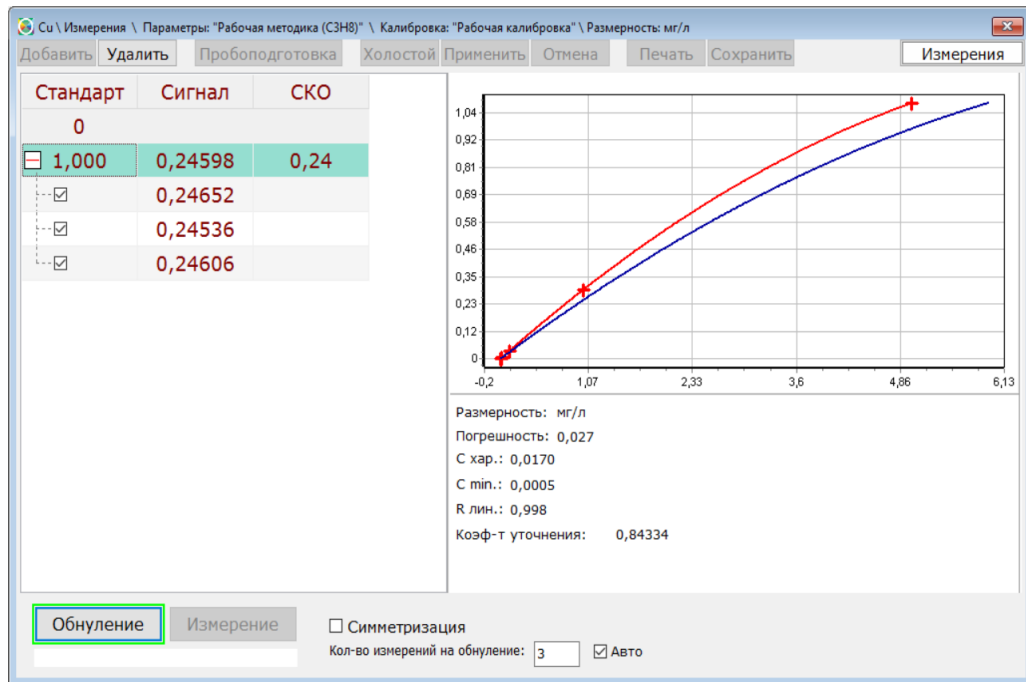 Cu \ Измерения \ Параметры: "Рабочая методика (C3H8)" \ Калибровка: "Рабочая калибровка" \ Размерность: мг/л
Добавить Удалить Пробоподготовка Холостой Применить Отмена Печать Сохранить Измерения
Стандарт Сигнал СКО
0
1,000 0,24598 0,24
0,24652
0,24536
0,24606
1,04
0,92
0,81
0,69
0,58
0,46
0,35
0,23
0,12
0
-0,2 1,07 2,33 3,6 4,86 6,13
Размерность: мг/л
Погрешность: 0,027
С хар.: 0,0170
С min.: 0,0005
R лин.: 0,998
Коэф-т уточнения: 0,84334
Обнуление Измерение
Симметризация
Кол-во измерений на обнуление: 3 Авто